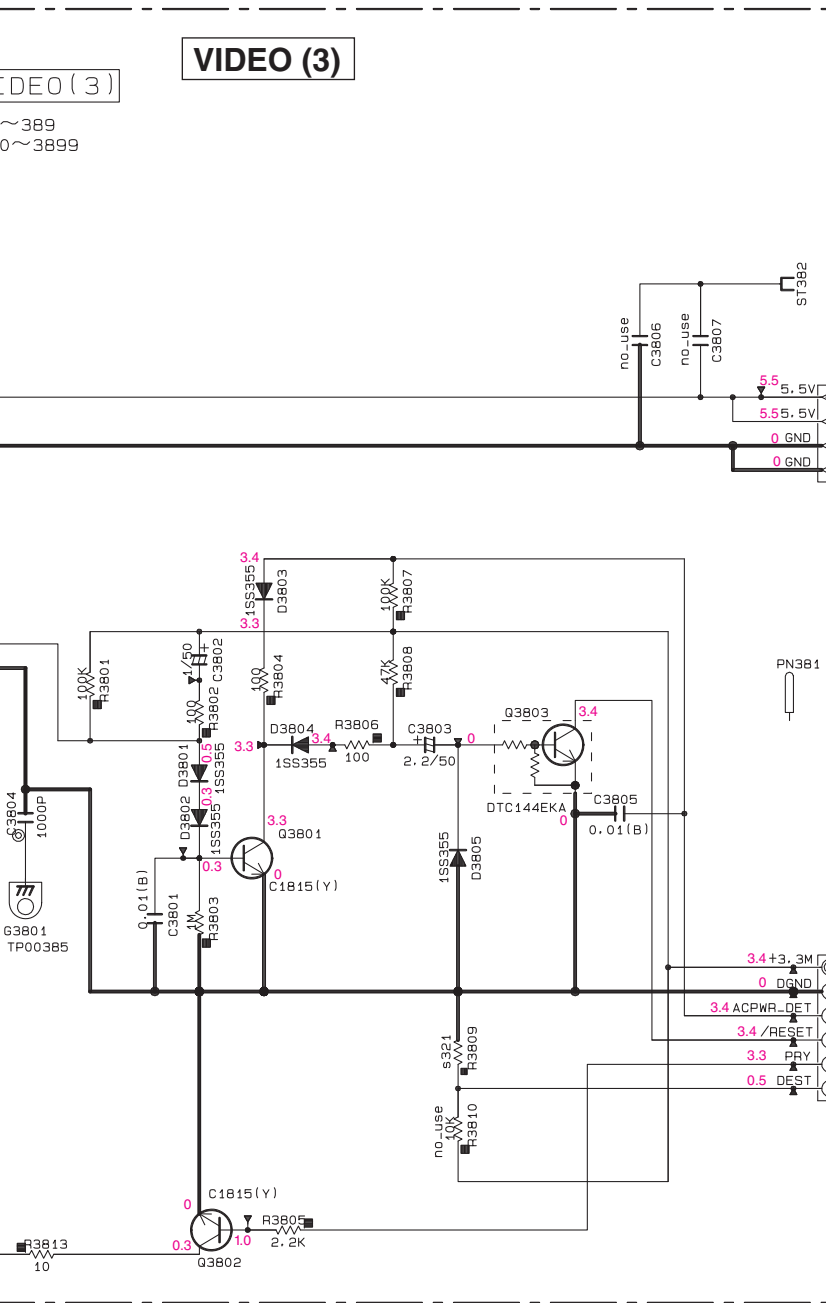 VIDEO (3)
IDEO(3)
~389
0~3899
ST382
no_use
C3806
no_use
C3807
5.5
5.5V
5.5
5.5V
0
GND
0
GND
3.4
1SS355
D3803
3.3
100K
R3807
100K
R3801
1/50
+
C3802
100
R3802
100
R3804
47K
R3808
PN381
Q3803
3.4
D3804
3.3
3.4
1SS355
R3806
100
C3803
+
2.2/50
0
DTC144EKA
C3805
0
0.01(B)
D3801
0.5
1SS355
D3802
0.3
1SS355
C3804
1000P
3.3
Q3801
0.3
0
C1815(Y)
1SS355
D3805
0.01(B)
C3801
1M
R3803
G3801
TP00385
3.4
+3.3M
0
DGND
3.4
ACPWR_DET
3.4
/RESET
3.3
PRY
0.5
DEST
s321
R3809
no_use
10K
R3810
C1815(Y)
0
R3805
2.2K
1.0
0.3
Q3802
R3813
10